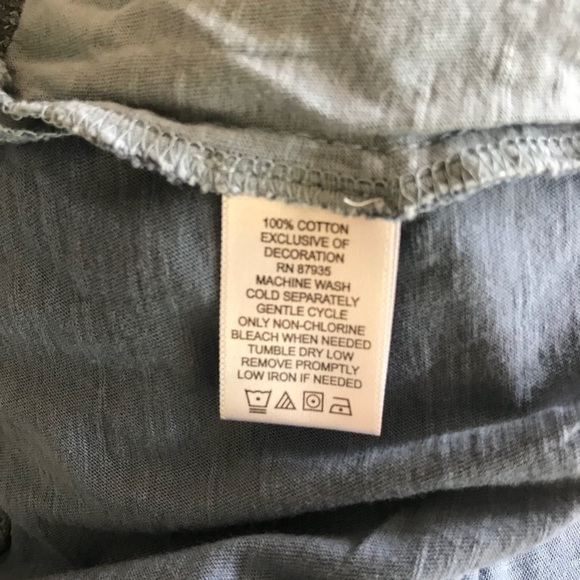 100% COTTON
EXCLUSIVE OF
DECORATION
RN 87935
MACHINE WASH
COLD SEPARATELY
GENTLE CYCLE
ONLY NON-CHLORINE
BLEACH WHEN NEEDED
TUMBLE DRY LOW
REMOVE PROMPTLY
LOW IRON IF NEEDED